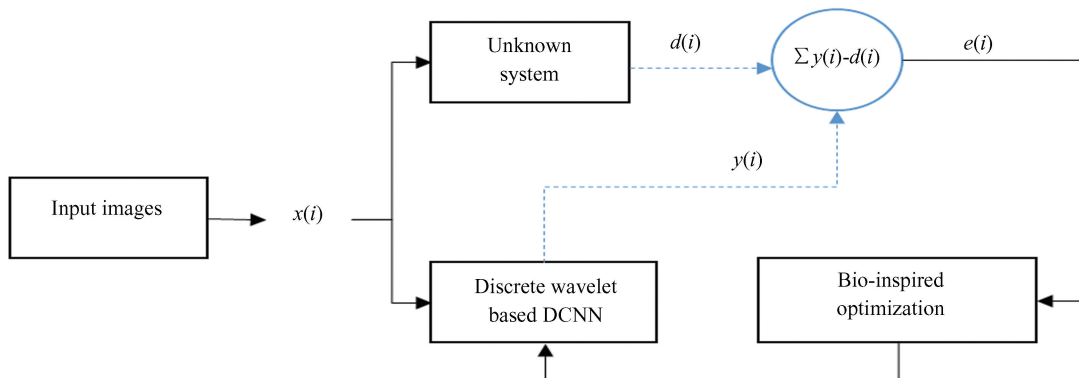 Unknown
system
d(i)
Σ y(i)-d(i)
e(i)
y(i)
Input images
x(i)
Discrete wavelet
based DCNN
Bio-inspired
optimization